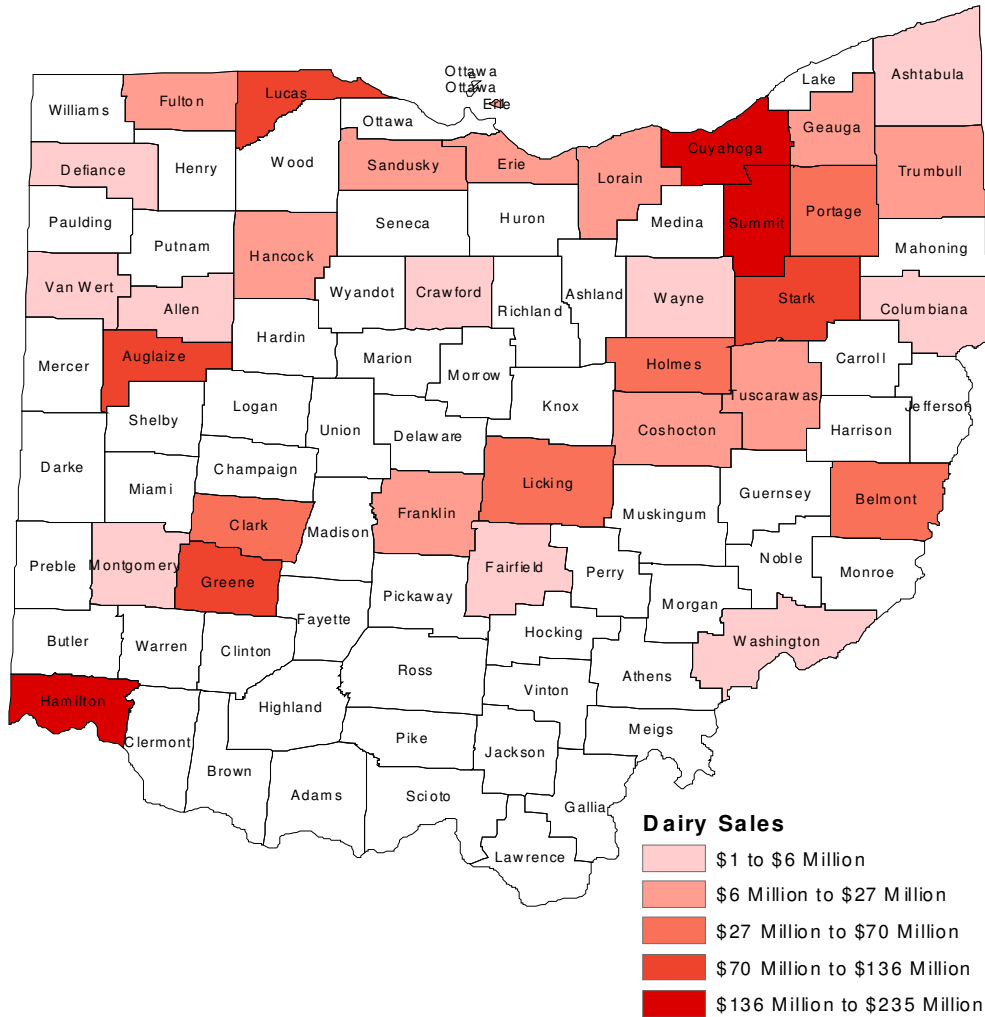 Ottawa
Ottawa
Erie
Lake
Ashtabula
Williams
Fulton
Lucas
Ottawa
Geauga
Cuyahoga
Defiance
Henry
Wood
Sandusky
Erie
Lorain
Trumbull
Paulding
Putnam
Seneca
Huron
Medina
Summit
Portage
Mahoning
Hancock
Van Wert
Allen
Wyandot
Crawford
Richland
Ashland
Wayne
Stark
Columbiana
Mercer
Auglaize
Hardin
Marion
Morrow
Holmes
Carroll
Tuscarawas
Jefferson
Shelby
Logan
Union
Delaware
Knox
Coshocton
Harrison
Darke
Miami
Champaign
Licking
Guernsey
Belmont
Clark
Madison
Franklin
Muskingum
Preble
Montgomery
Greene
Fairfield
Perry
Noble
Monroe
Fayette
Pickaway
Morgan
Butler
Warren
Clinton
Hocking
Washington
Ross
Athens
Hamilton
Highland
Vinton
Clermont
Pike
Jackson
Meigs
Brown
Adams
Scioto
Gallia
Lawrence
Dairy Sales
$1 to $6 Million
$6 Million to $27 Million
$27 Million to $70 Million
$70 Million to $136 Million
$136 Million to $235 Million